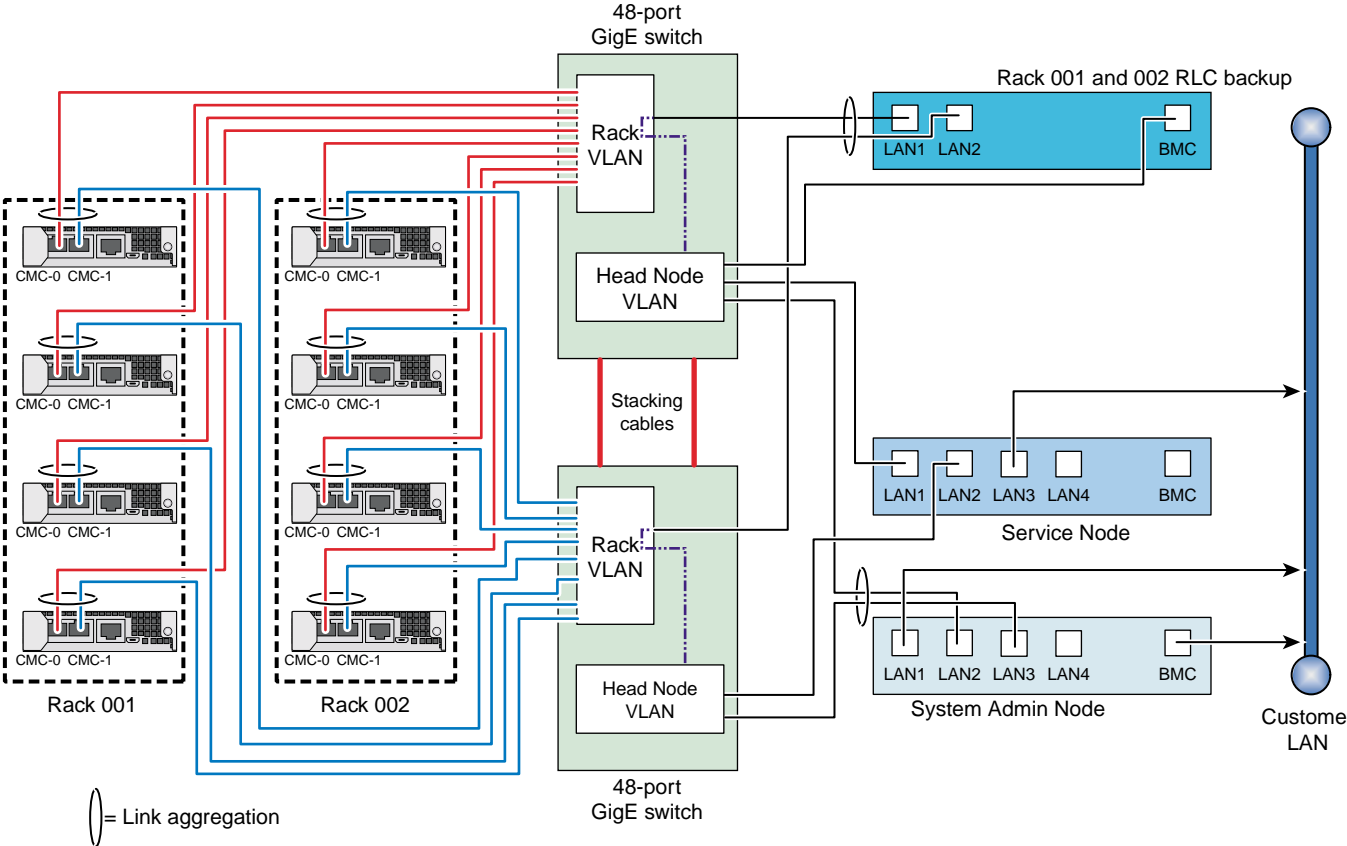 48-port
GigE switch
Rack 001 and 002 RLC backup
Rack
VLAN
LAN1 LAN2
BMC
CMC-0 CMC-1
CMC-0 CMC-1
Head Node
VLAN
CMC-0 CMC-1
CMC-0 CMC-1
Stacking
cables
CMC-0 CMC-1
CMC-0 CMC-1
LAN1 LAN2 LAN3 LAN4
BMC
Service Node
Rack
VLAN
CMC-0 CMC-1
CMC-0 CMC-1
LAN1 LAN2 LAN3 LAN4
BMC
System Admin Node
Rack 001
Rack 002
Head Node
VLAN
Custome
LAN
48-port
GigE switch
= Link aggregation